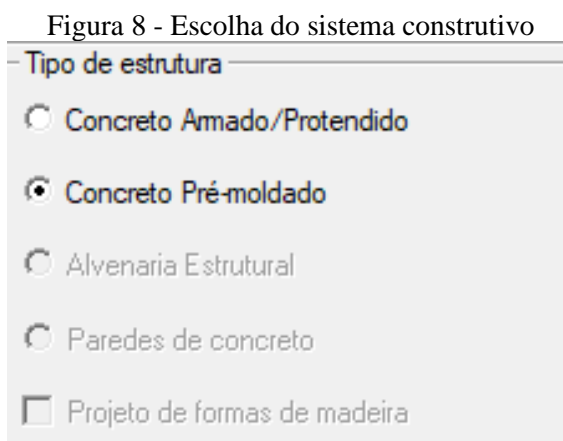 Figura 8 - Escolha do sistema construtivo
Tipo de estrutura
Concreto Armado/Protendido
Concreto Pré-moldado
Alvenaria Estrutural
Paredes de concreto
Projeto de formas de madeira